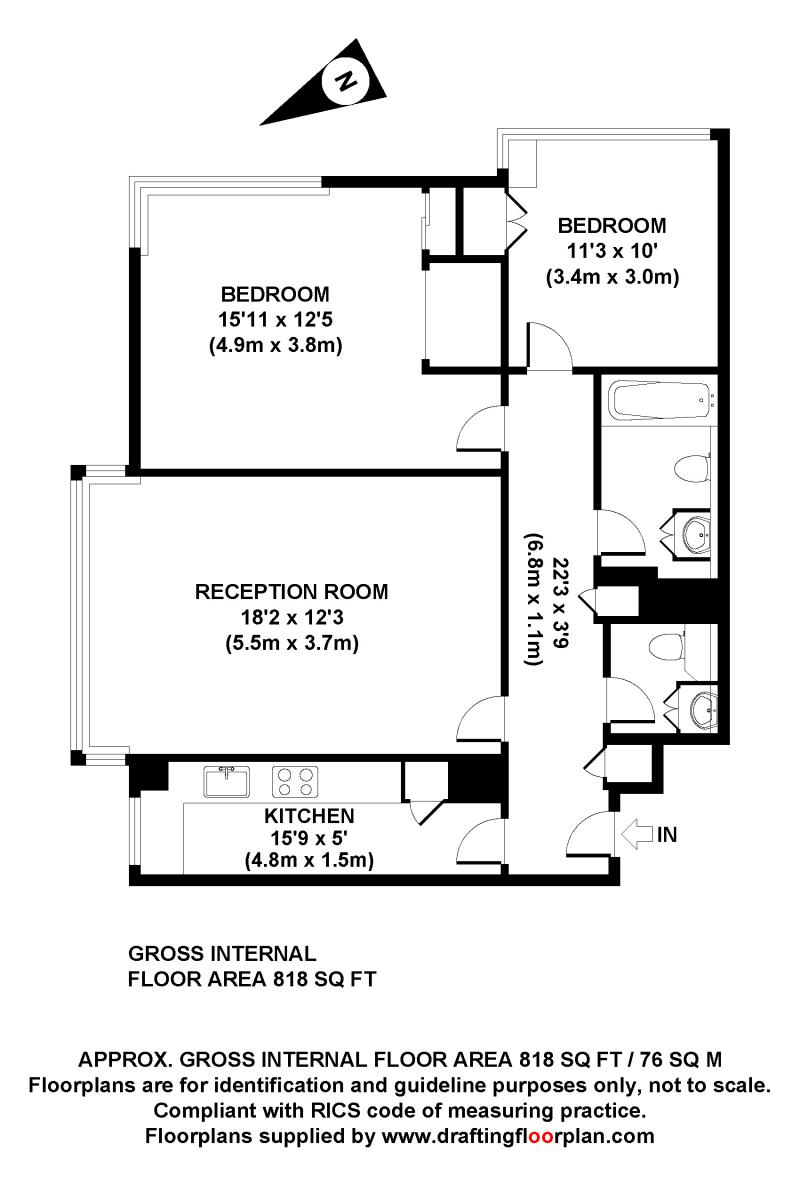 N
BEDROOM
11'3 x 10'
(3.4m x 3.0m)
BEDROOM
15'11 x 12'5
(4.9m x 3.8m)
RECEPTION ROOM
18'2 x 12'3
(5.5m x 3.7m)
22'3 x 3'9
(6.8m x 1.1m)
KITCHEN
15'9 x 5'
(4.8m x 1.5m)
IN
GROSS INTERNAL
FLOOR AREA 818 SQ FT
APPROX. GROSS INTERNAL FLOOR AREA 818 SQ FT / 76 SQ M
Floorplans are for identification and guideline purposes only, not to scale.
Compliant with RICS code of measuring practice.
Floorplans supplied by www.draftingfloorplan.com